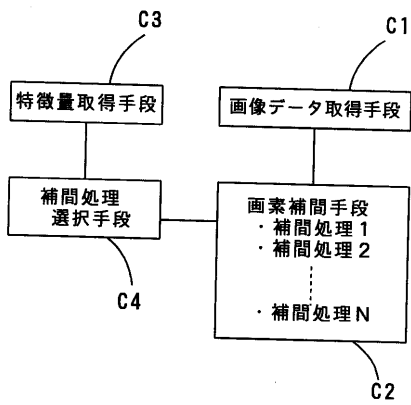 C3
C1
特徴量取得手段
画像データ取得手段
補間処理
選択手段
画素補間手段
・補間処理1
・補間処理2
・補間処理N
C4
C2